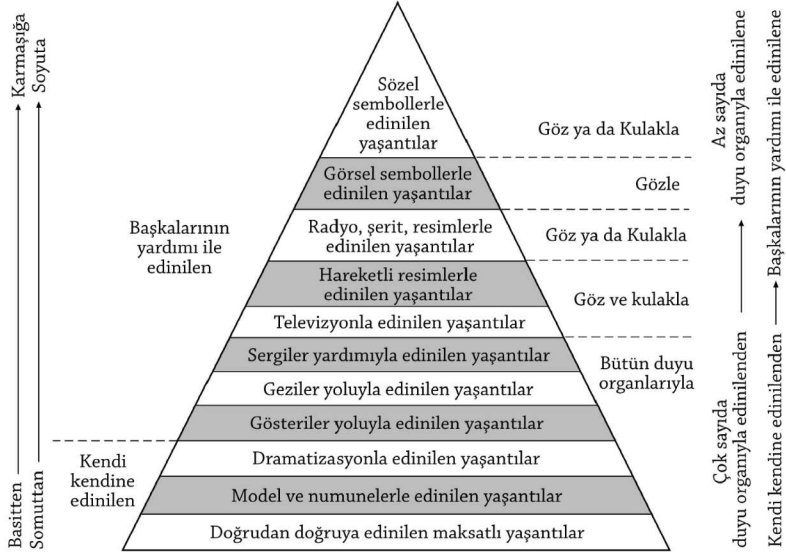 Karmaşığa
Soyuta
Basitten
Somuttan
Başkalarının
yardımı ile
edinilen
Kendi
kendine
edinilen
Sözel
sembollerle
edinilen
yaşantılar
Görsel sembollerle
edinilen yaşantılar
Radyo, şerit, resimlerle
edinilen yaşantılar
Hareketli resimlerle
edinilen yaşantılar
Televizyonla edinilen yaşantılar
Sergiler yardımıyla edinilen yaşantılar
Geziler yoluyla edinilen yaşantılar
Gösteriler yoluyla edinilen yaşantılar
Dramatizasyonla edinilen yaşantılar
Model ve numunelerle edinilen yaşantılar
Doğrudan doğruya edinilen maksatlı yaşantılar
Göz ya da Kulakla
Gözle
Göz ya da Kulakla
Göz ve kulakla
Bütün duyu
organlarıyla
Az sayıda
duyu organıyla edinilene
Çok sayıda
duyu organıyla edinilenden
Başkalarının yardımı ile edinilene
Kendi kendine edinilenden